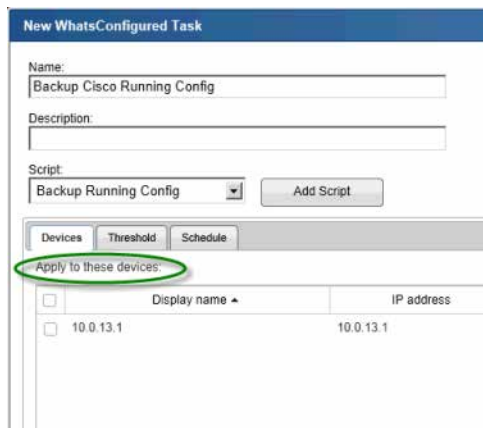 New WhatsConfigured Task
Name:
Backup Cisco Running Config
Description:
Script:
Backup Running Config
Add Script
Devices Threshold Schedule
Apply to these devices:
Display name IP address
10.0.13.1 10.0.13.1